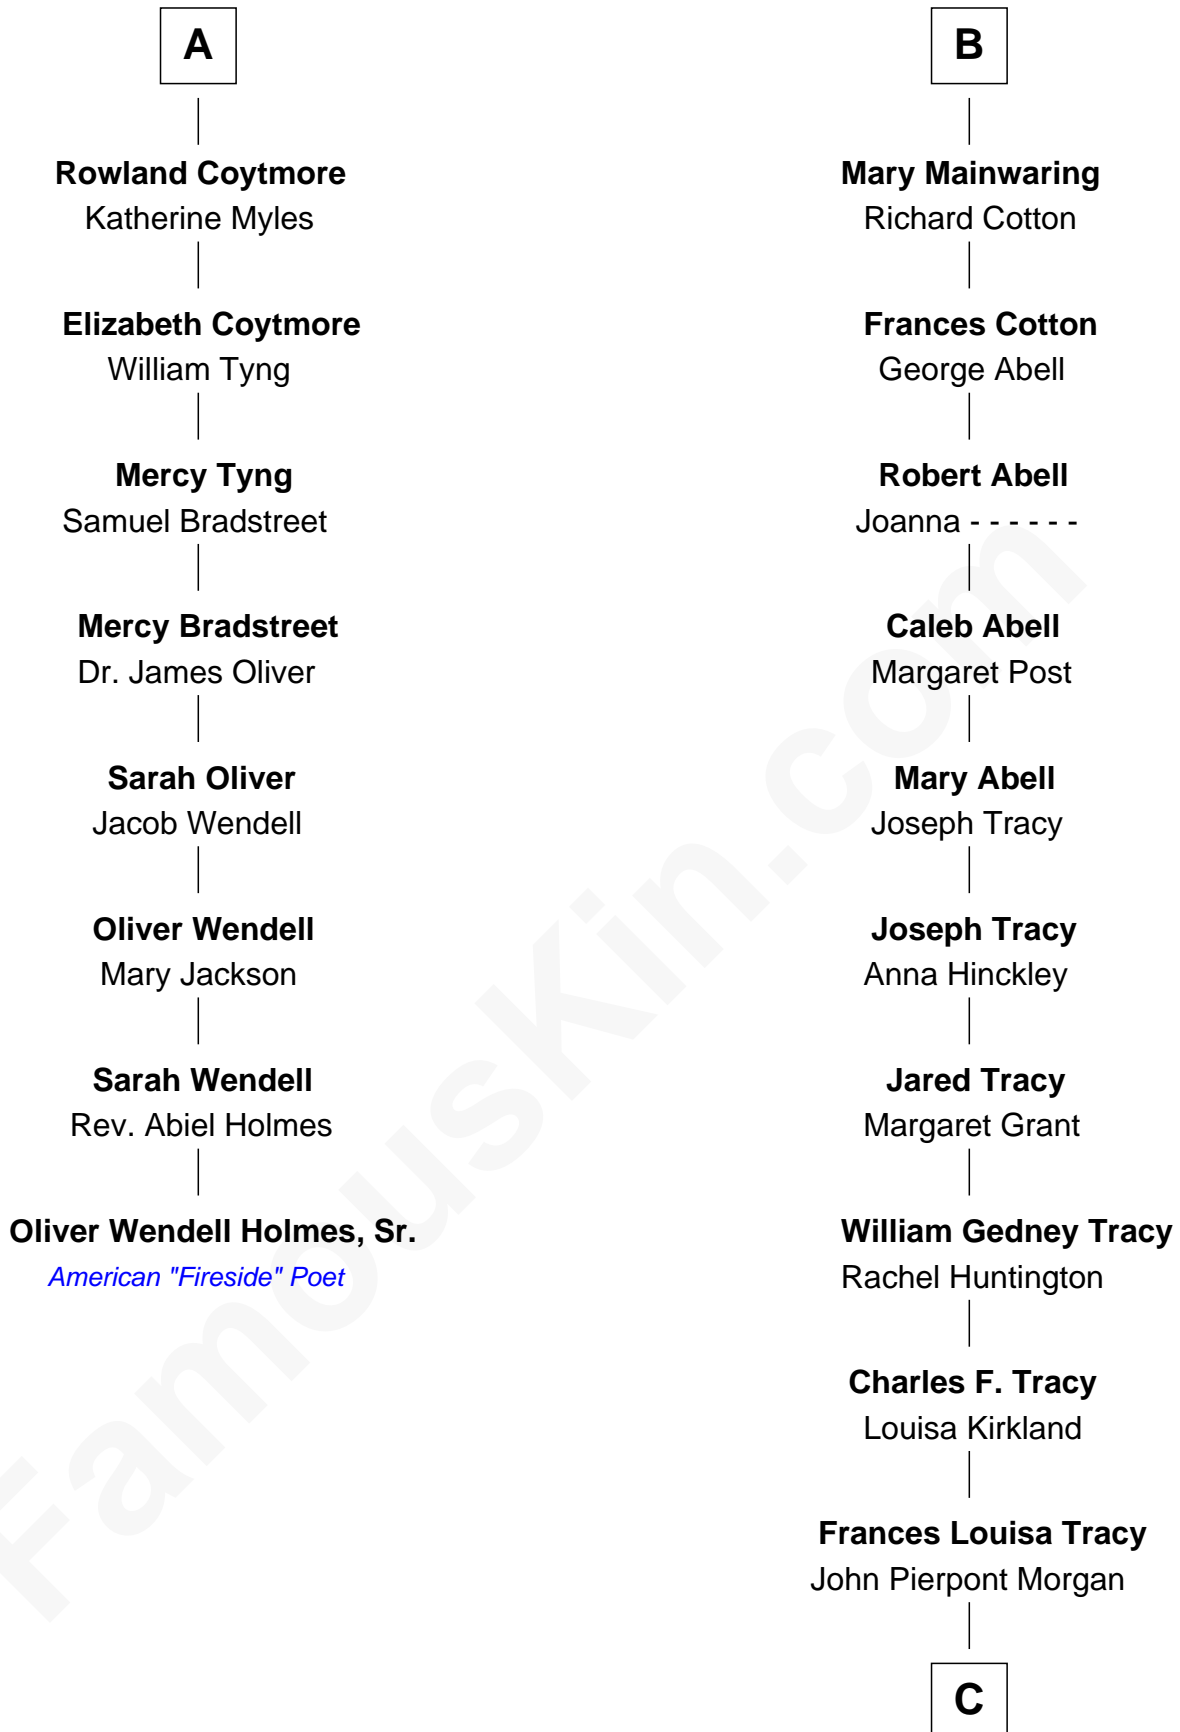 A
Rowland Coytmore
Katherine Myles
Elizabeth Coytmore
William Tyng
Mercy Tyng
Samuel Bradstreet
Mercy Bradstreet
Dr. James Oliver
Sarah Oliver
Jacob Wendell
Oliver Wendell
Mary Jackson
Sarah Wendell
Rev. Abiel Holmes
Oliver Wendell Holmes, Sr.
American "Fireside" Poet
B
Mary Mainwaring
Richard Cotton
Frances Cotton
George Abell
Robert Abell
Joanna - - - - - -
Caleb Abell
Margaret Post
Mary Abell
Joseph Tracy
Joseph Tracy
Anna Hinckley
Jared Tracy
Margaret Grant
William Gedney Tracy
Rachel Huntington
Charles F. Tracy
Louisa Kirkland
Frances Louisa Tracy
John Pierpont Morgan
C
FamousKin.com